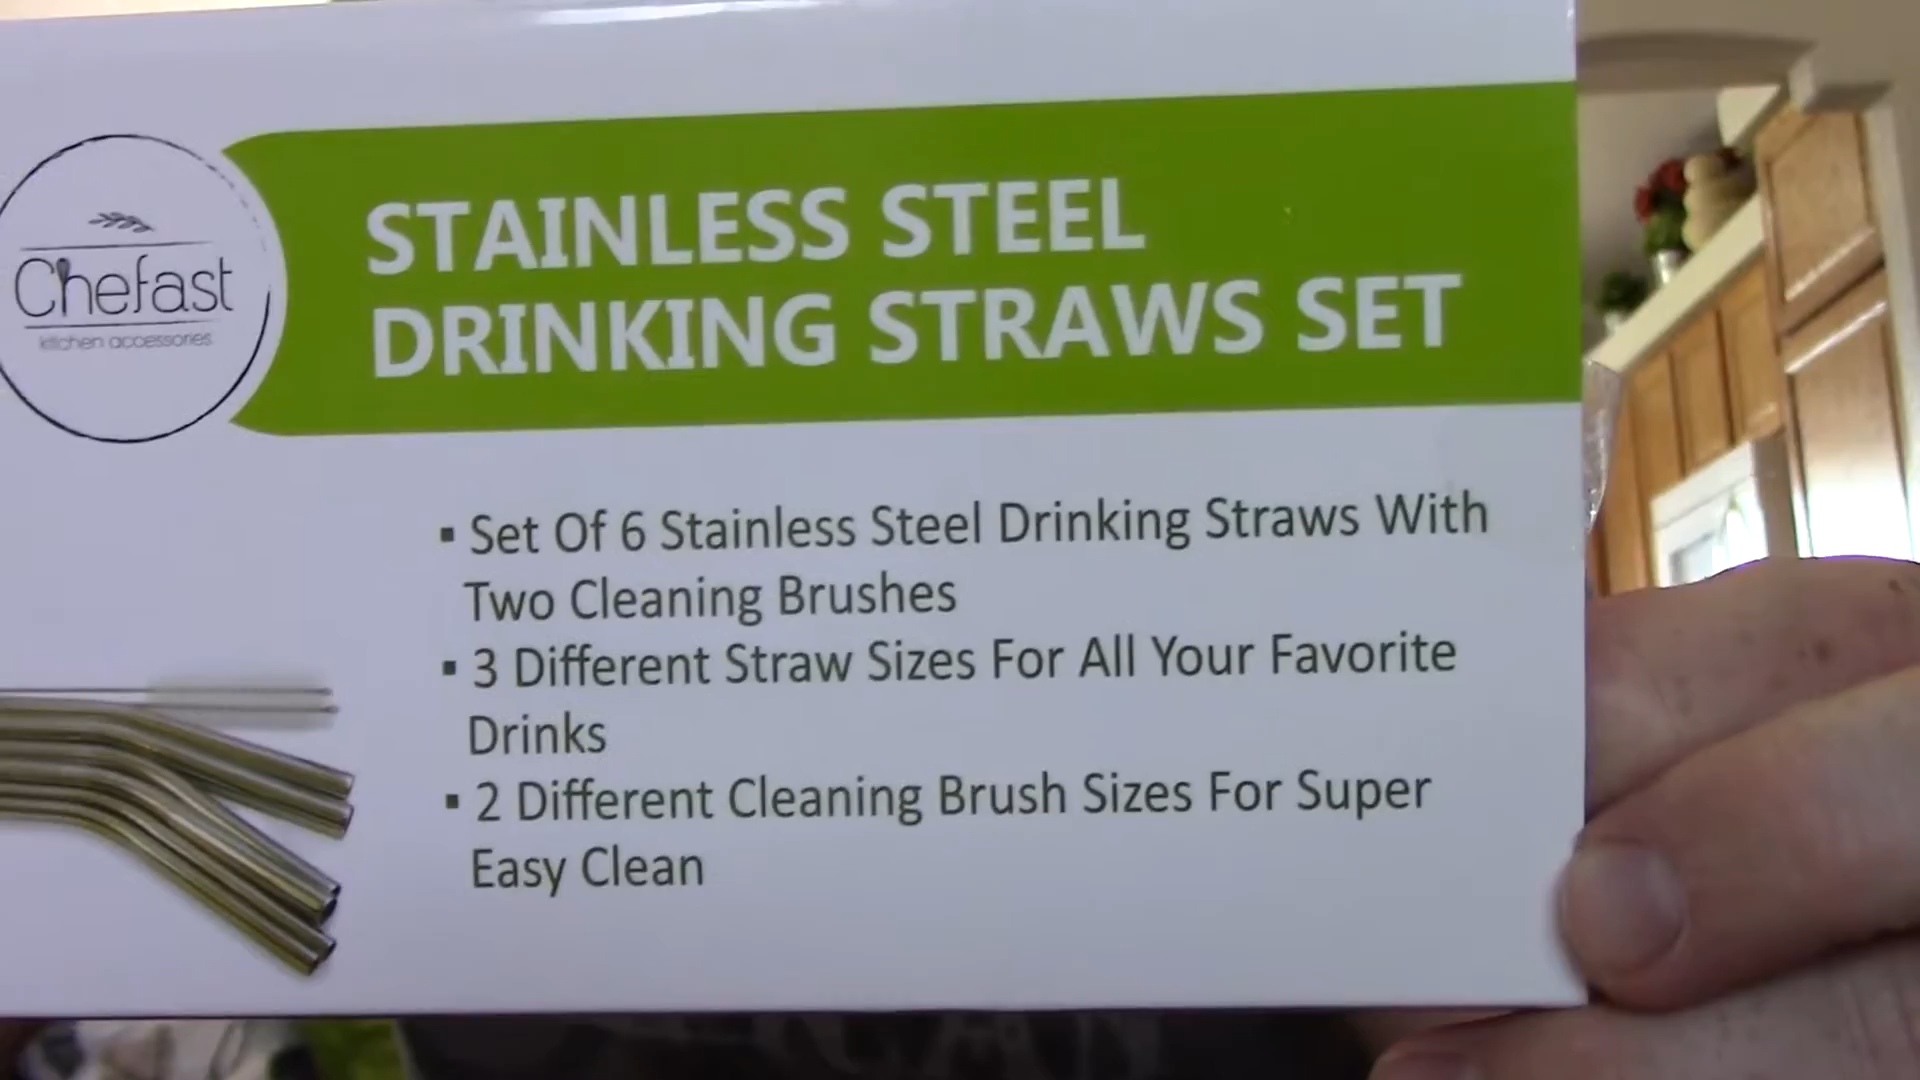 Chefast
kitchen accessories
STAINLESS STEEL
DRINKING STRAWS SET
▪ Set Of 6 Stainless Steel Drinking Straws With
Two Cleaning Brushes
▪ 3 Different Straw Sizes For All Your Favorite
Drinks
▪ 2 Different Cleaning Brush Sizes For Super
Easy Clean